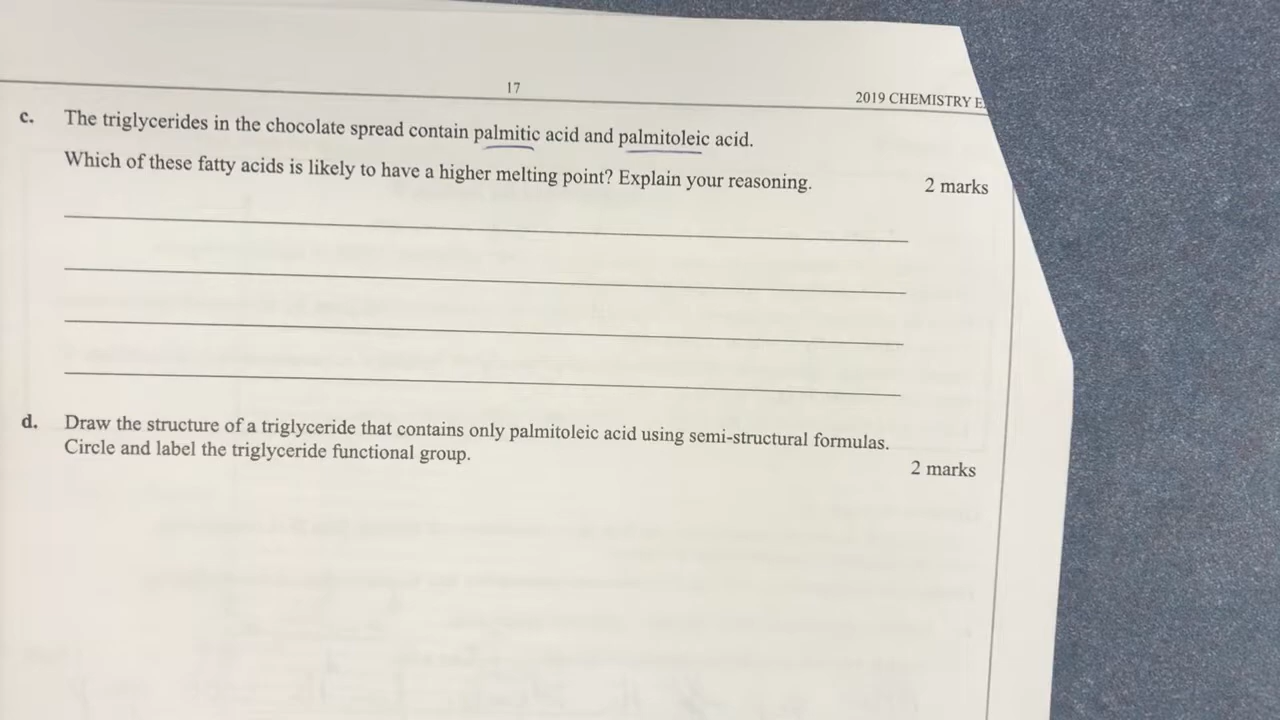 17
2019 CHEMISTRY E
c. The triglycerides in the chocolate spread contain palmitic acid and palmitoleic acid.
Which of these fatty acids is likely to have a higher melting point? Explain your reasoning. 2 marks
d. Draw the structure of a triglyceride that contains only palmitoleic acid using semi-structural formulas.
Circle and label the triglyceride functional group. 2 marks